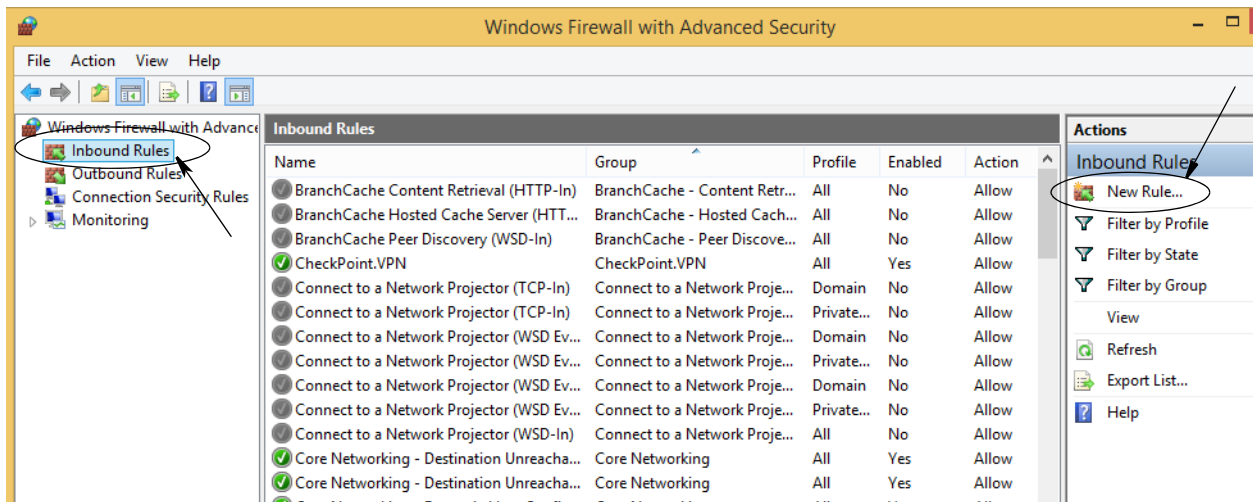 Windows Firewall with Advanced Security
File Action View Help
Windows Firewall with Advance
Inbound Rules
Outbound Rules
Connection Security Rules
Monitoring
Inbound Rules
Name Group Profile Enabled Action
BranchCache Content Retrieval (HTTP-In) BranchCache - Content Retr... All No Allow
BranchCache Hosted Cache Server (HTT... BranchCache - Hosted Cach... All No Allow
BranchCache Peer Discovery (WSD-In) BranchCache - Peer Discove... All No Allow
CheckPoint.VPN CheckPoint.VPN All Yes Allow
Connect to a Network Projector (TCP-In) Connect to a Network Proje... Domain No Allow
Connect to a Network Projector (TCP-In) Connect to a Network Proje... Private... No Allow
Connect to a Network Projector (WSD Ev... Connect to a Network Proje... Domain No Allow
Connect to a Network Projector (WSD Ev... Connect to a Network Proje... Private... No Allow
Connect to a Network Projector (WSD Ev... Connect to a Network Proje... Domain No Allow
Connect to a Network Projector (WSD Ev... Connect to a Network Proje... Private... No Allow
Connect to a Network Projector (WSD-In) Connect to a Network Proje... All No Allow
Core Networking - Destination Unreacha... Core Networking All Yes Allow
Core Networking - Destination Unreacha... Core Networking All Yes Allow
Actions
Inbound Rules
New Rule...
Filter by Profile
Filter by State
Filter by Group
View
Refresh
Export List...
Help